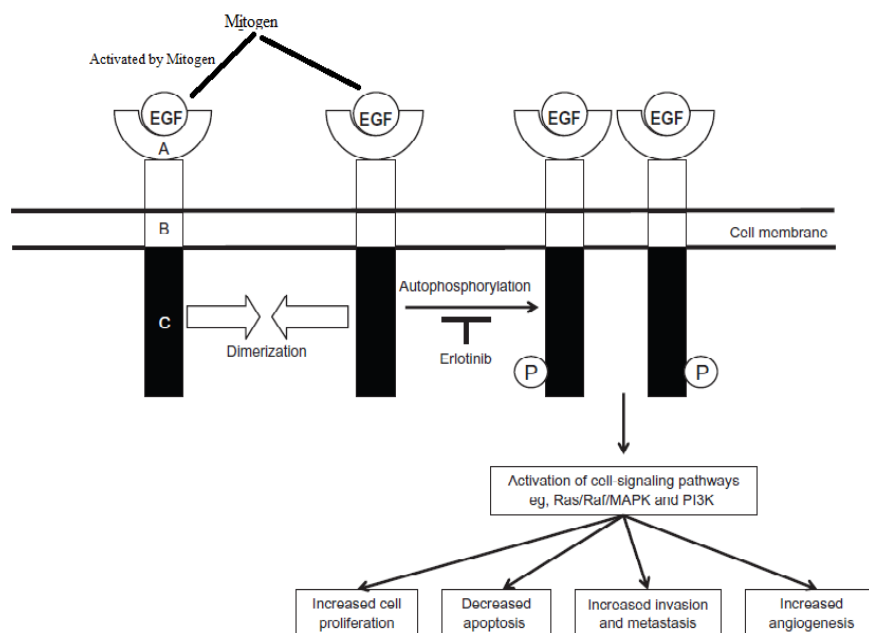 Mitogen
Activated by Mitogen
EGF
EGF
EGF
EGF
A
B
Cell membrane
C
Autophosphorylation
Dimerization
Erlotinib
P
P
Activation of cell-signaling pathways
eg, Ras/Raf/MAPK and PI3K
Increased cell
proliferation
Decreased
apoptosis
Increased invasion
and metastasis
Increased
angiogenesis